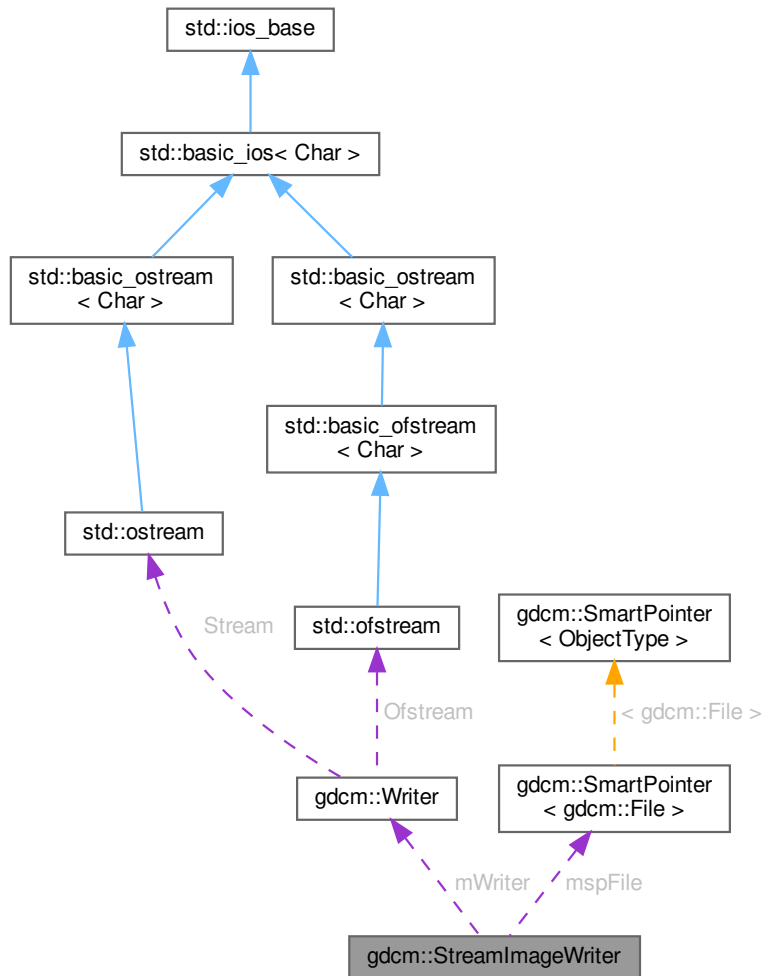 std::ios_base
std::basic_ios< Char >
std::basic_ostream
< Char >
std::basic_ostream
< Char >
std::basic_ofstream
< Char >
std::ostream
std::ofstream
gdcm::SmartPointer
< ObjectType >
Stream
Ofstream
< gdcm::File >
gdcm::Writer
gdcm::SmartPointer
< gdcm::File >
mWriter
mspFile
gdcm::StreamImageWriter